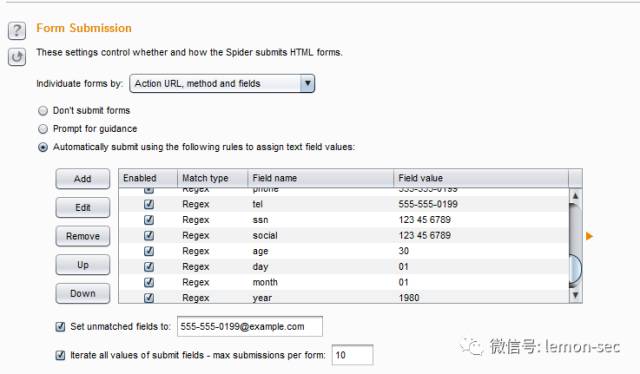 ?
Form Submission
These settings control whether and how the Spider submits HTML forms.
Individuate forms by: Action URL, method and fields
Don't submit forms
Prompt for guidance
Automatically submit using the following rules to assign text field values:
Add
Edit
Remove
Up
Down
Enabled Match type Field name Field value
Regex phone 555-555-0199
Regex tel 555-555-0199
Regex ssn 123 45 6789
Regex social 123 45 6789
Regex age 30
Regex day 01
Regex month 01
Regex year 1980
Set unmatched fields to: 555-555-0199@example.com
Iterate all values of submit fields - max submissions per form: 10
微信号: lemon-sec